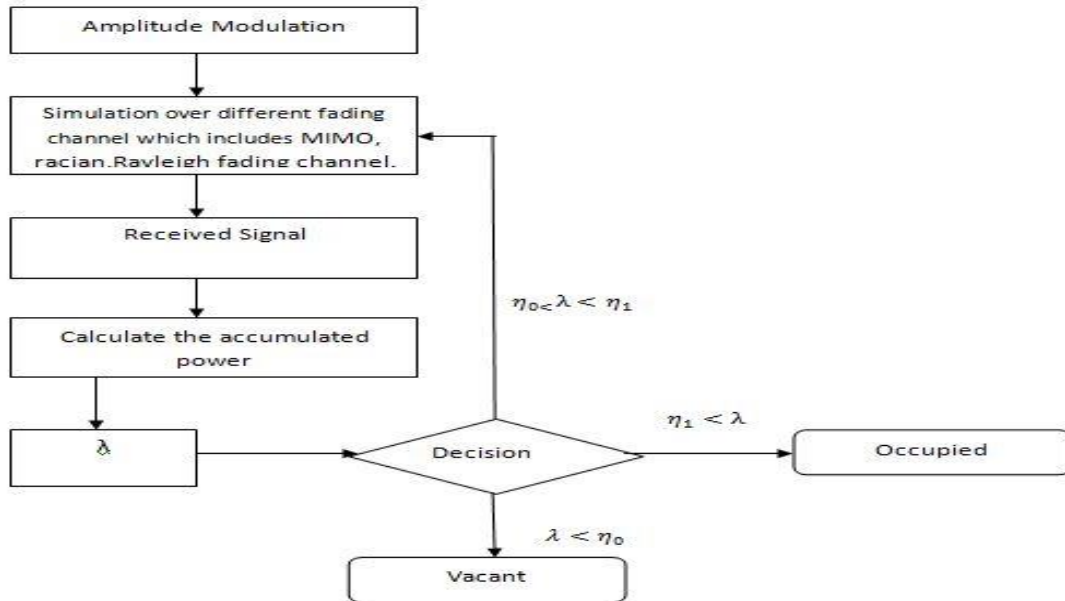 Amplitude Modulation
Simulation over different fading
channel which includes MIMO,
racian.Rayleigh fading channel.
Received Signal
η₀<λ < η₁
Calculate the accumulated
power
η₁ < λ
λ
Decision
Occupied
λ < η₀
Vacant